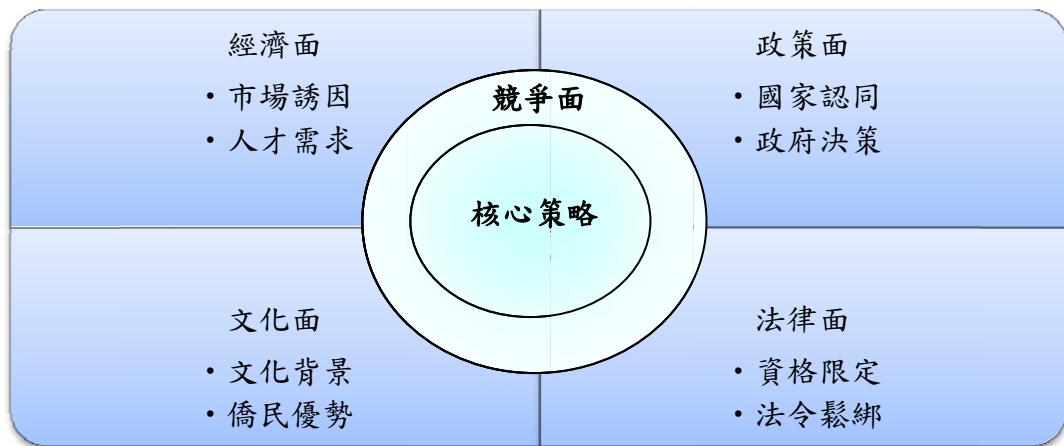 經濟面
・市場誘因
・人才需求
政策面
・國家認同
・政府決策
競爭面
核心策略
文化面
・文化背景
・僑民優勢
法律面
・資格限定
・法令鬆綁